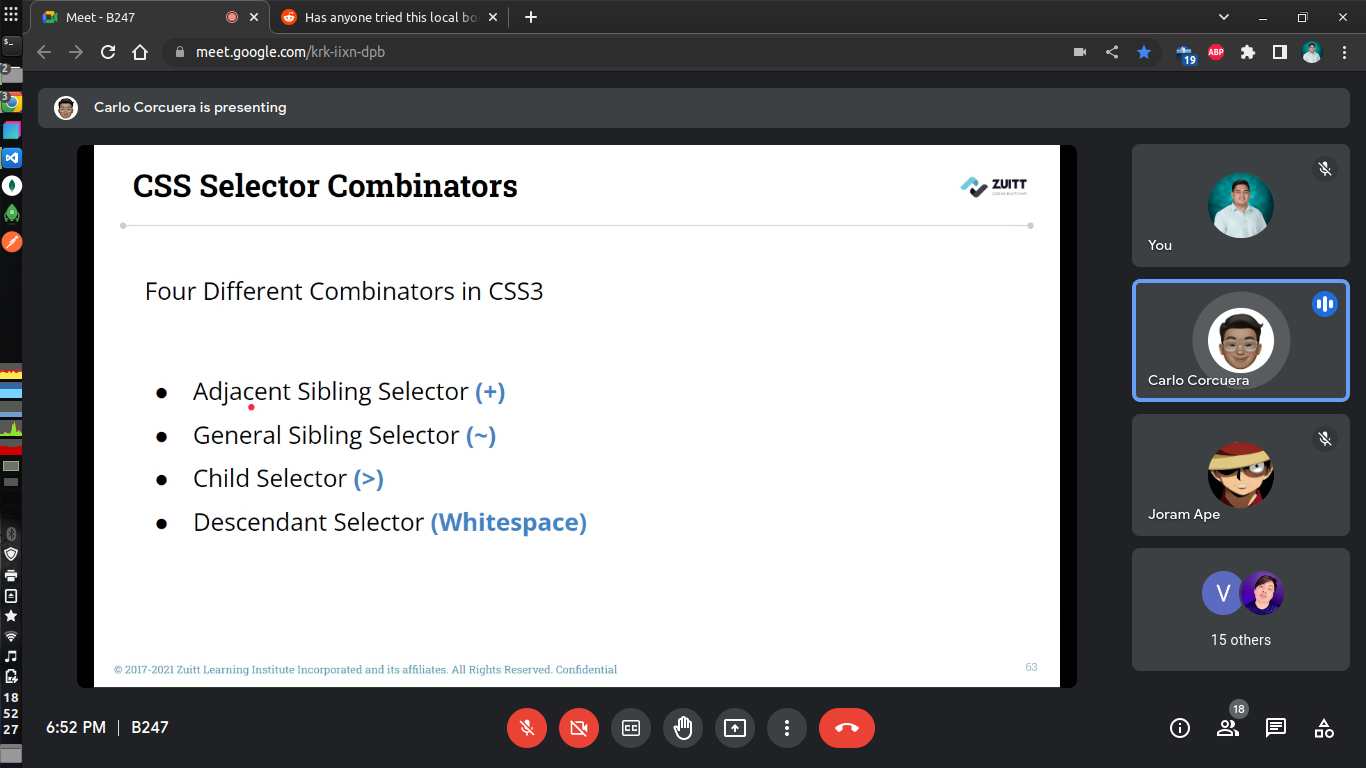 Meet - B247
Has anyone tried this local bo
meet.google.com/krk-iixn-dpb
19
ABP
2
3
Carlo Corcuera is presenting
CSS Selector Combinators
ZUITT
Four Different Combinators in CSS3
● Adjacent Sibling Selector (+)
● General Sibling Selector (~)
● Child Selector (>)
● Descendant Selector (Whitespace)
© 2017-2021 Zuitt Learning Institute Incorporated and its affiliates. All Rights Reserved. Confidential
63
You
Carlo Corcuera
Joram Ape
V
15 others
18
52
27
6:52 PM | B247
CC
18